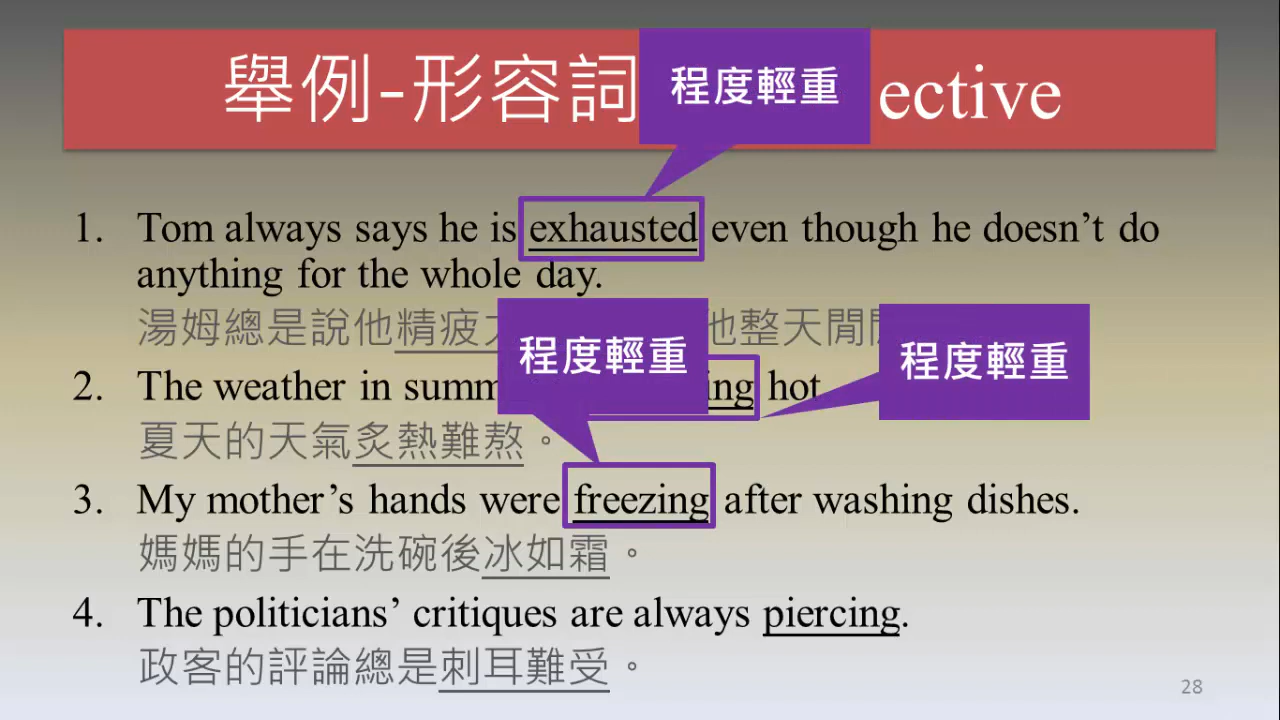 舉例-形容詞 ective
程度輕重
1. Tom always says he is exhausted even though he doesn’t do
anything for the whole day.
湯姆總是說他精疲 他整天閒
程度輕重
程度輕重
2. The weather in summ ing hot
夏天的天氣炙熱難熬。
3. My mother’s hands were freezing after washing dishes.
媽媽的手在洗碗後冰如霜。
4. The politicians’ critiques are always piercing.
政客的評論總是刺耳難受。
28